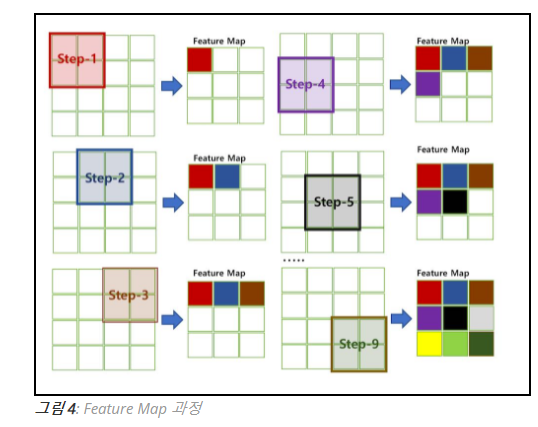 Feature Map
Step-1
Feature Map
Step-4
Feature Map
Step-2
Feature Map
Step-5
.....
Feature Map
Step-3
Feature Map
Step-9
그림 4: Feature Map 과정